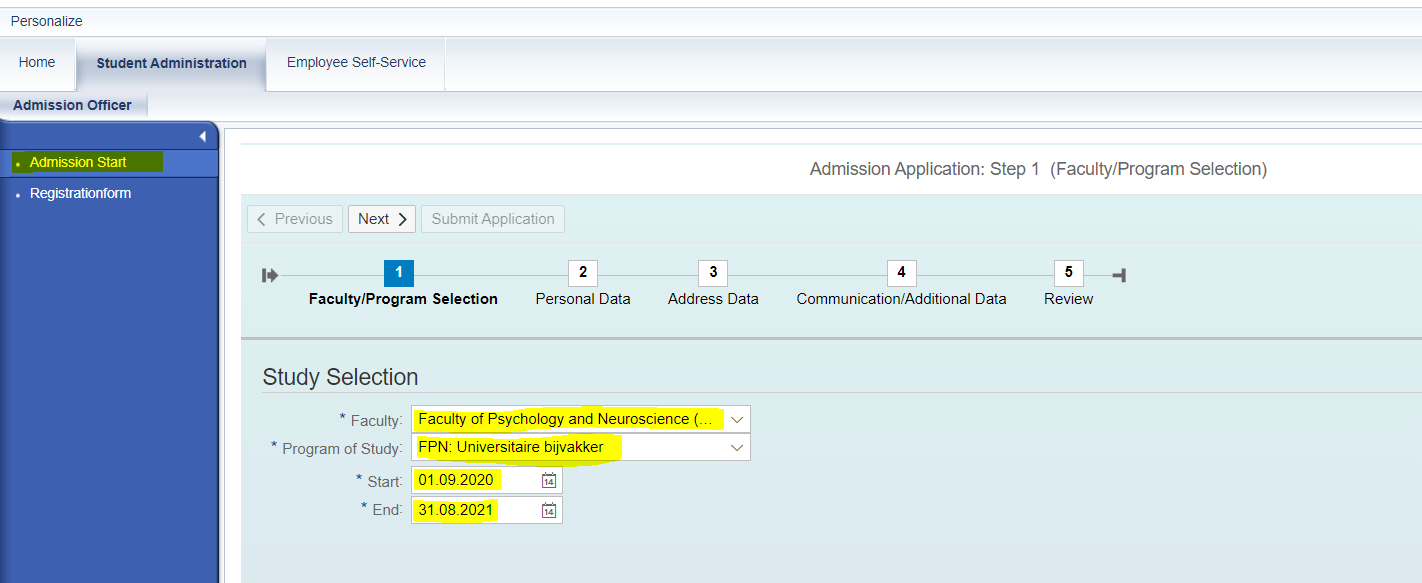 Personalize
Home Student Administration Employee Self-Service
Admission Officer
Admission Start
Registrationform
Admission Application: Step 1 (Faculty/Program Selection)
Previous Next Submit Application
1 2 3 4 5
Faculty/Program Selection Personal Data Address Data Communication/Additional Data Review
Study Selection
* Faculty: Faculty of Psychology and Neuroscience (...
* Program of Study: FPN: Universitaire bijvakker
* Start: 01.09.2020 14
* End: 31.08.2021 14